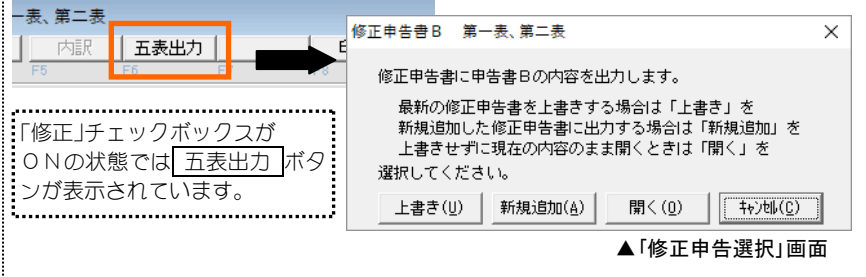 一表、第二表
内訳
五表出力
F5
F6
F7
F8
「修正」チェックボックスが
ONの状態では 五表出力 ボタ
ンが表示されています。
修正申告書B 第一表、第二表
修正申告書に申告書Bの内容を出力します。
最新の修正申告書を上書きする場合は「上書き」を
新規追加した修正申告書に出力する場合は「新規追加」を
上書きせずに現在の内容のまま開くときは「開く」を
選択してください。
上書き(U)
新規追加(A)
開く(O)
キャンセル(C)
▲「修正申告選択」画面